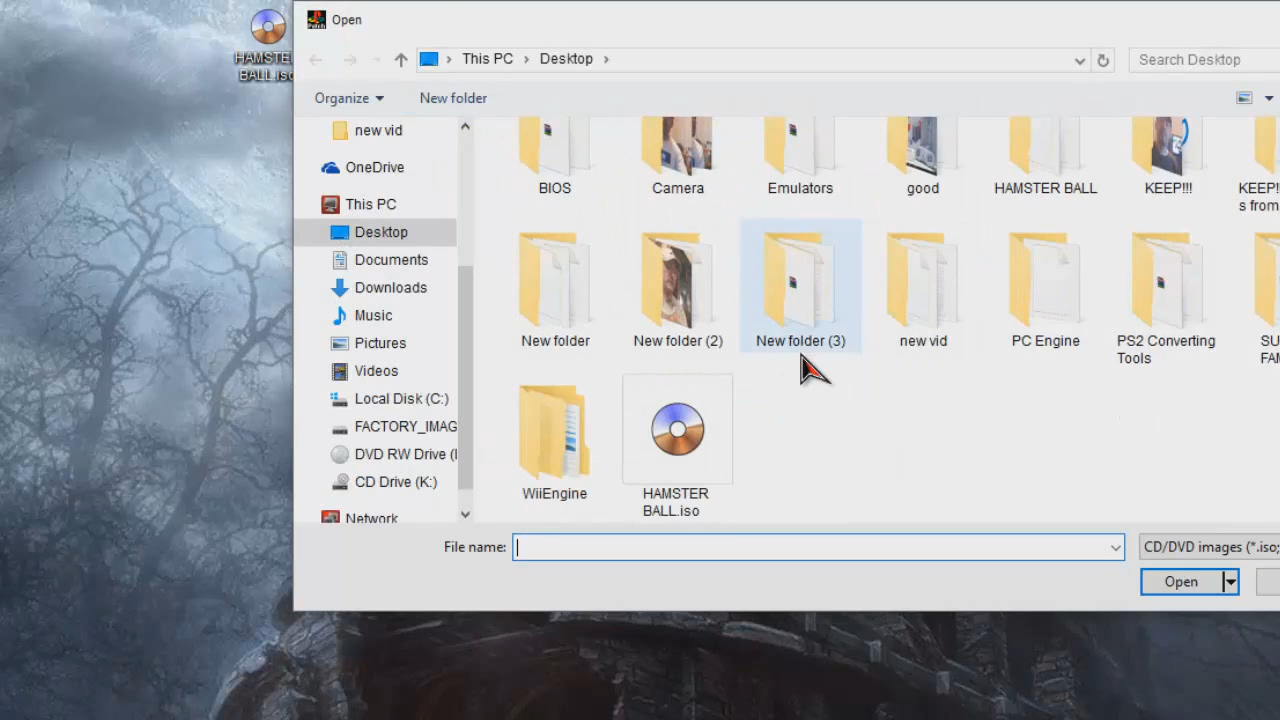 HAMSTE
BALL.iso
Open
This PC
Desktop
Search Desktop
Organize
New folder
new vid
OneDrive
This PC
Desktop
Documents
Downloads
Music
Pictures
Videos
Local Disk (C:)
FACTORY_IMAG
DVD RW Drive (
CD Drive (K:)
Network
BIOS
Camera
Emulators
good
HAMSTER BALL
KEEP!!!
KEEP!
s from
New folder
New folder (2)
New folder (3)
new vid
PC Engine
PS2 Converting
Tools
SU
FAM
WiiEngine
HAMSTER
BALL.iso
File name:
CD/DVD images (*.iso;
Open